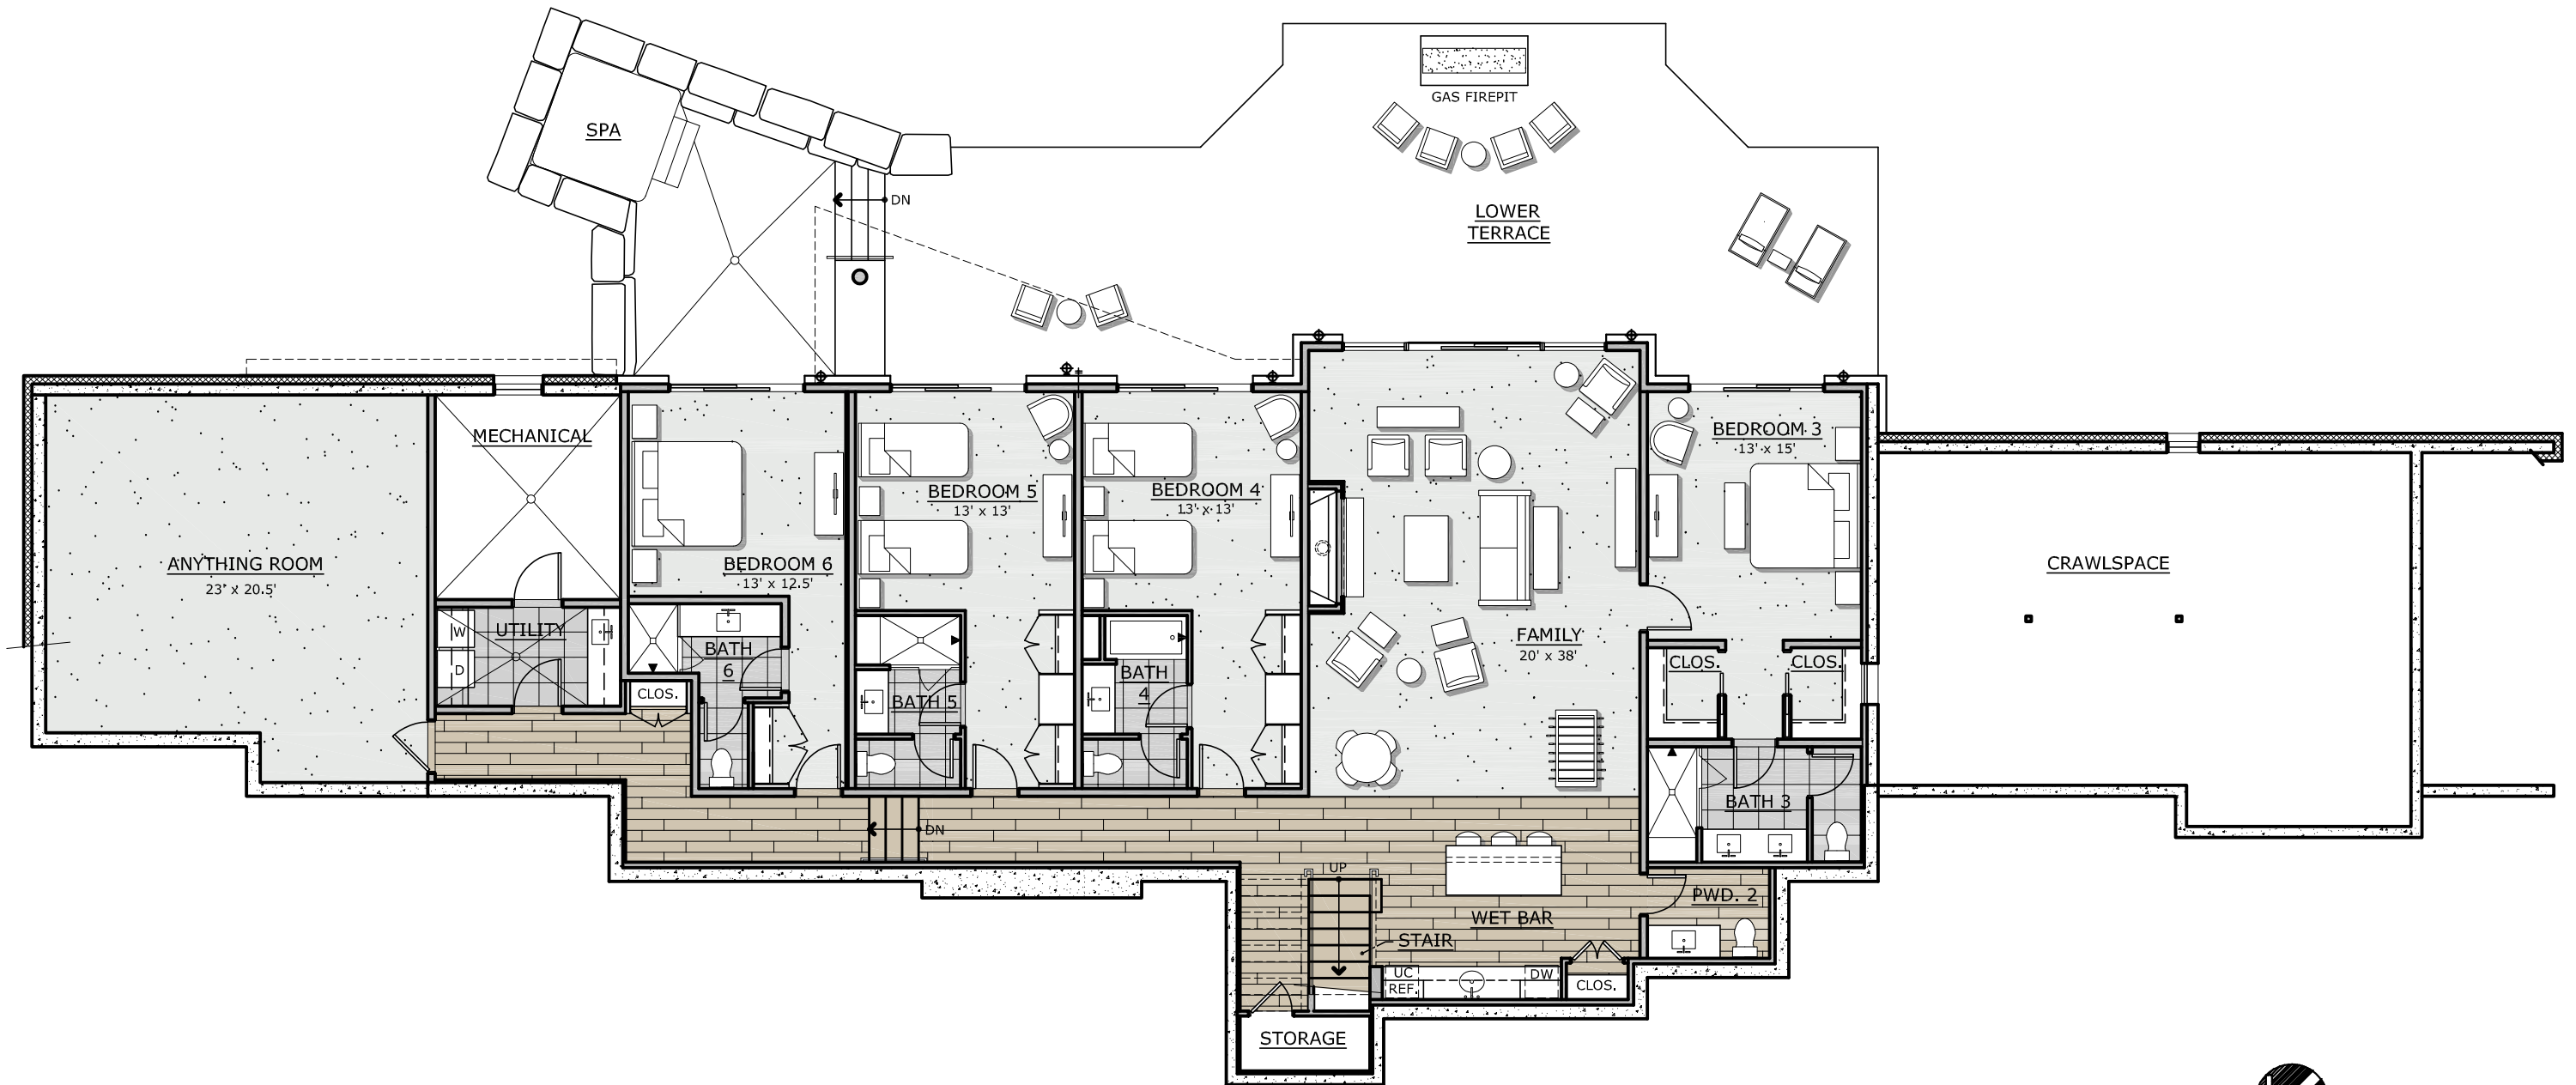 GAS FIREPIT
SPA
DN
LOWER
TERRACE
MECHANICAL
BEDROOM 3
13' x 15'
BEDROOM 5
13' x 13'
BEDROOM 4
13' x 13'
ANYTHING ROOM
23' x 20.5'
BEDROOM 6
13' x 12.5'
CRAWLSPACE
W
UTILITY
D
BATH
6
FAMILY
20' x 38'
CLOS.
CLOS.
CLOS.
BATH
4
BATH 5
BATH 3
DN
UP
PWD. 2
WET BAR
STAIR
UC
REF.
DW
CLOS.
STORAGE